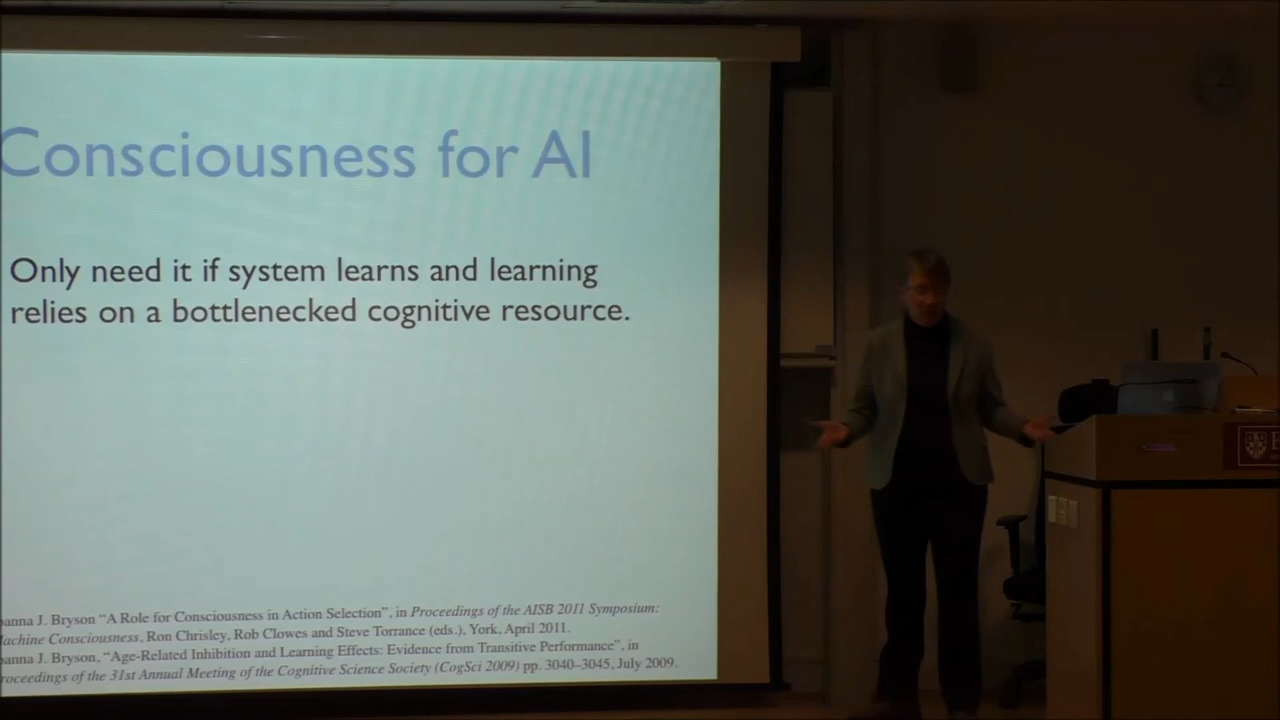 Consciousness for AI
Only need it if system learns and learning
relies on a bottlenecked cognitive resource.
anna J. Bryson “A Role for Consciousness in Action Selection”, in Proceedings of the AISB 2011 Symposium:
achine Consciousness, Ron Chrisley, Rob Clowes and Steve Torrance (eds.), York, April 2011.
anna J. Bryson, “Age-Related Inhibition and Learning Effects: Evidence from Transitive Performance”, in
roceedings of the 31st Annual Meeting of the Cognitive Science Society (CogSci 2009) pp. 3040–3045, July 2009.